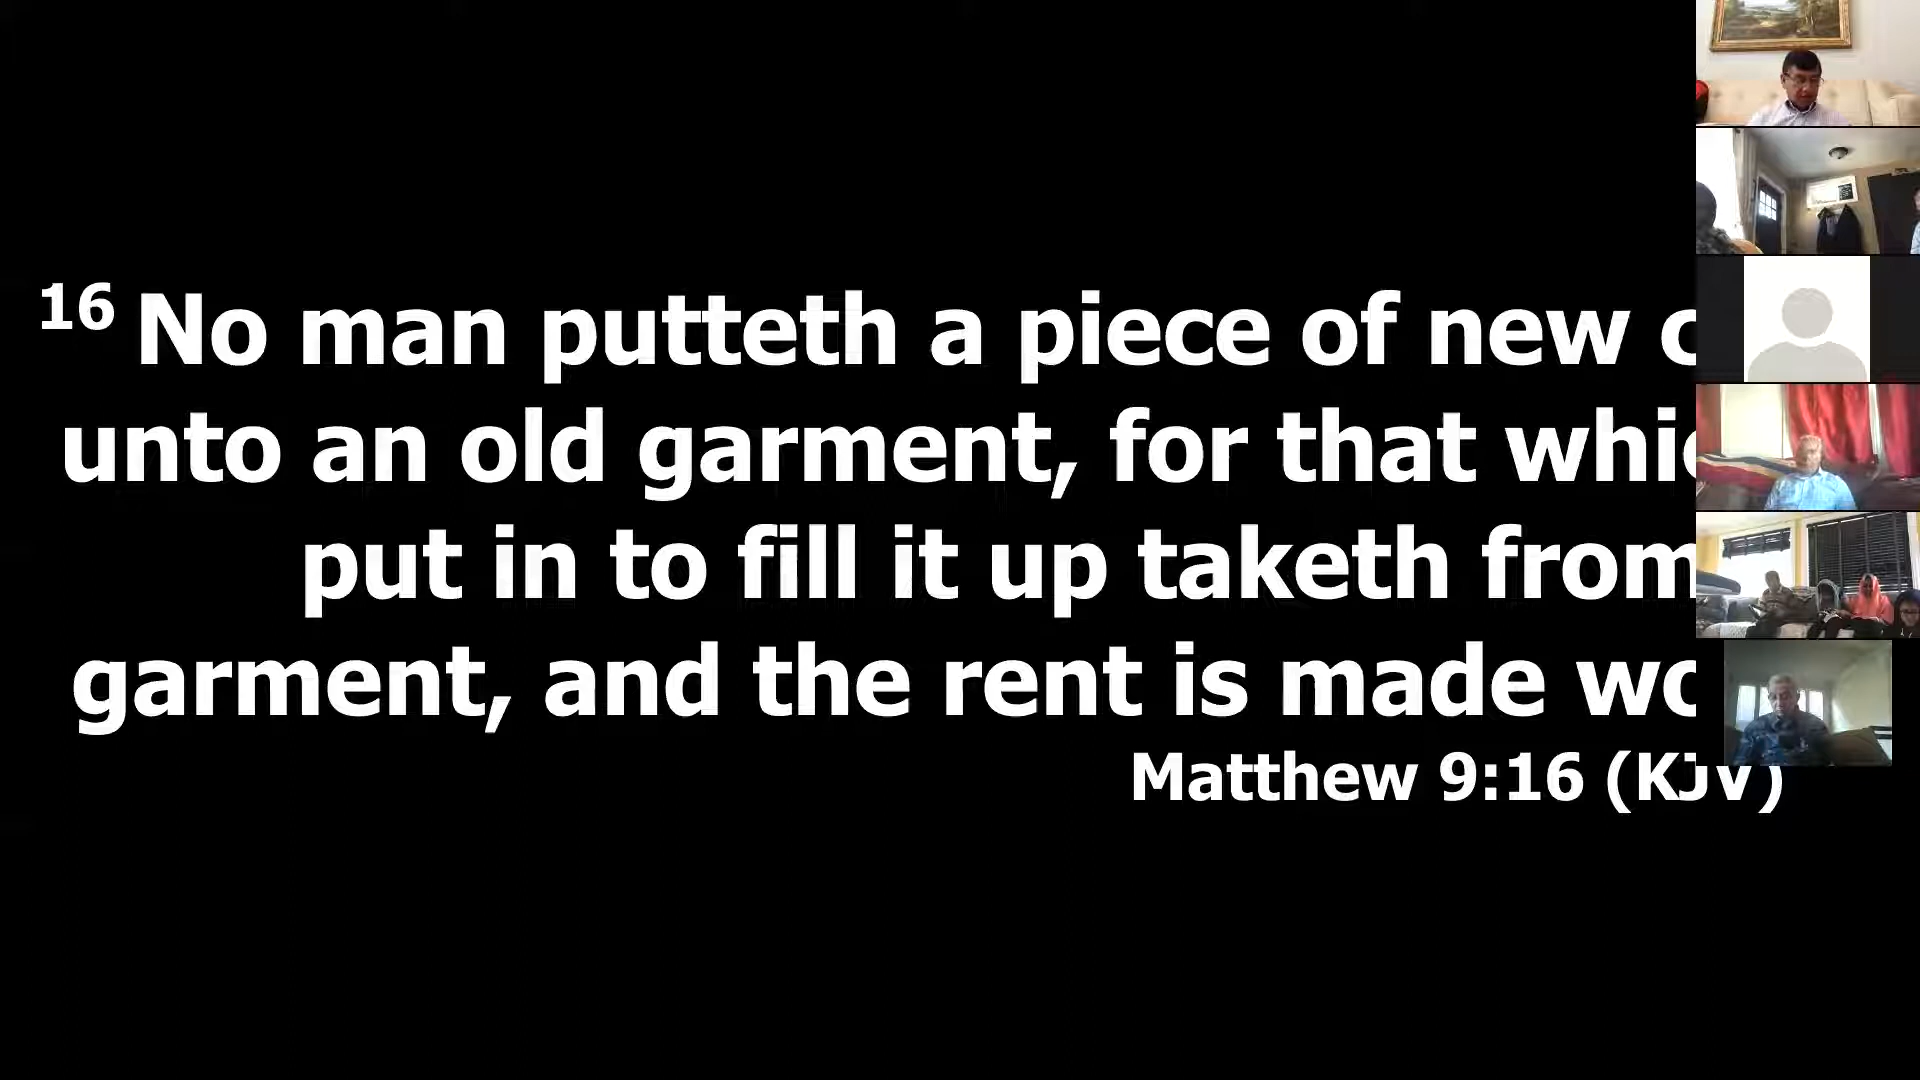 16 No man putteth a piece of new
unto an old garment, for that
put in to fill it up taketh from
garment, and the rent is made
Matthew 9:16 (KJV)